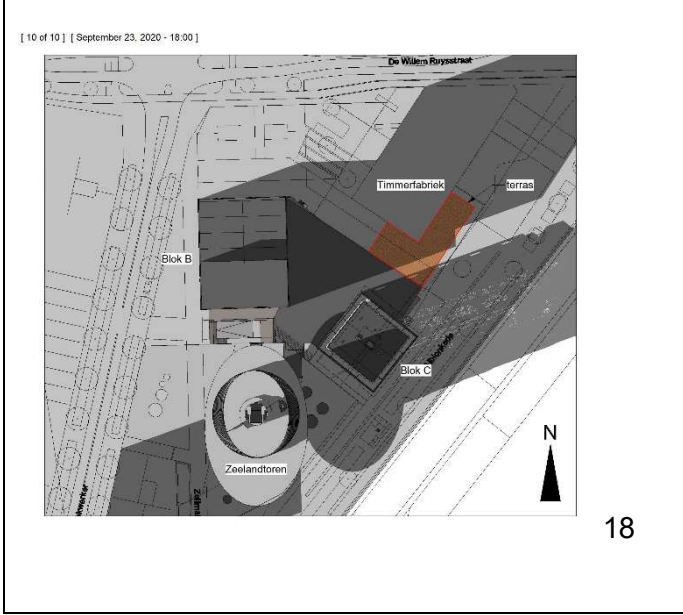 [ 10 of 10 ] [ September 23, 2020 - 18:00 ]
De Willem Ruysstraat
Timmerfabriek
terras
Blok B
Blok C
N
Zeelandtoren
18